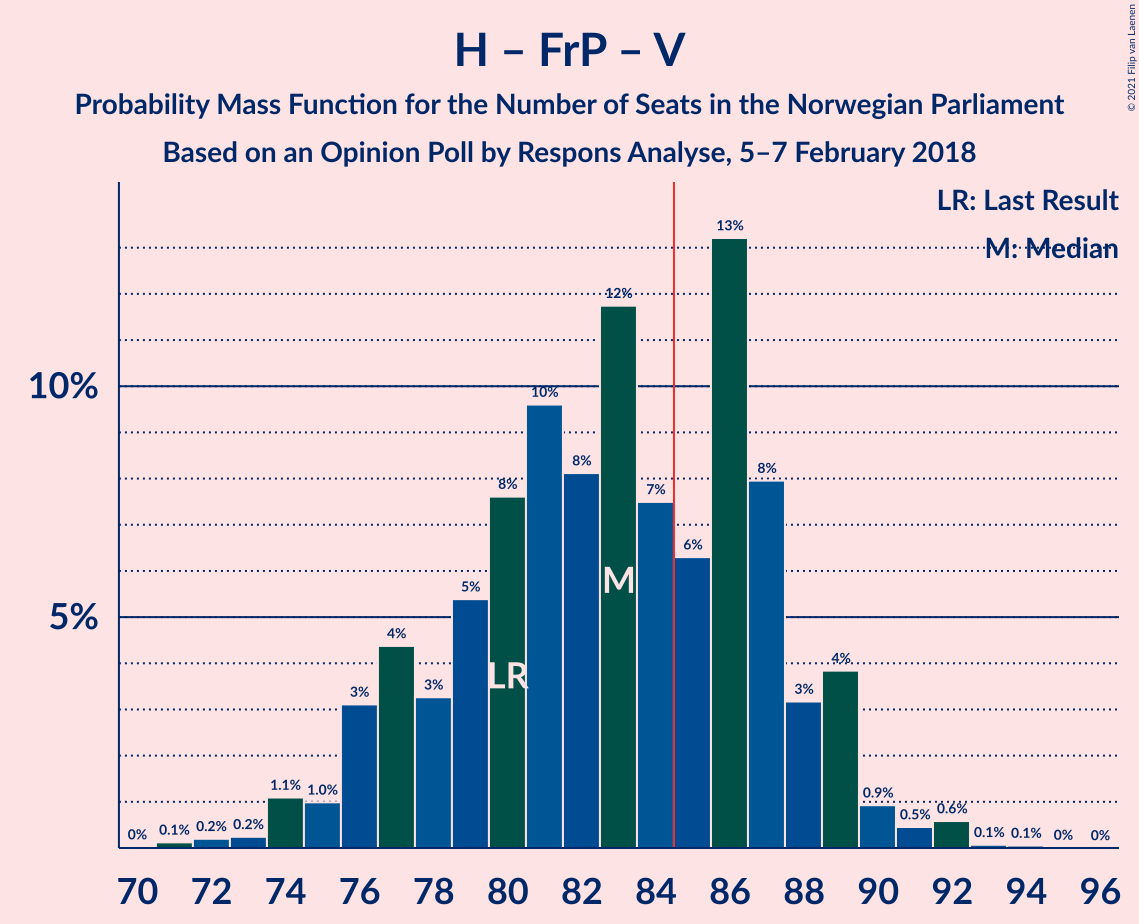 H – FrP – V
Probability Mass Function for the Number of Seats in the Norwegian Parliament
Based on an Opinion Poll by Respons Analyse, 5–7 February 2018
© 2021 Filip van Laenen
LR: Last Result
M: Median
10%
5%
0% 0.1% 0.2% 0.2% 1.1% 1.0% 3% 4% 3% 5% 8% 10% 8% 12% 7% 6% 13% 8% 3% 4% 0.9% 0.5% 0.6% 0.1% 0.1% 0% 0%
M
LR
70 72 74 76 78 80 82 84 86 88 90 92 94 96